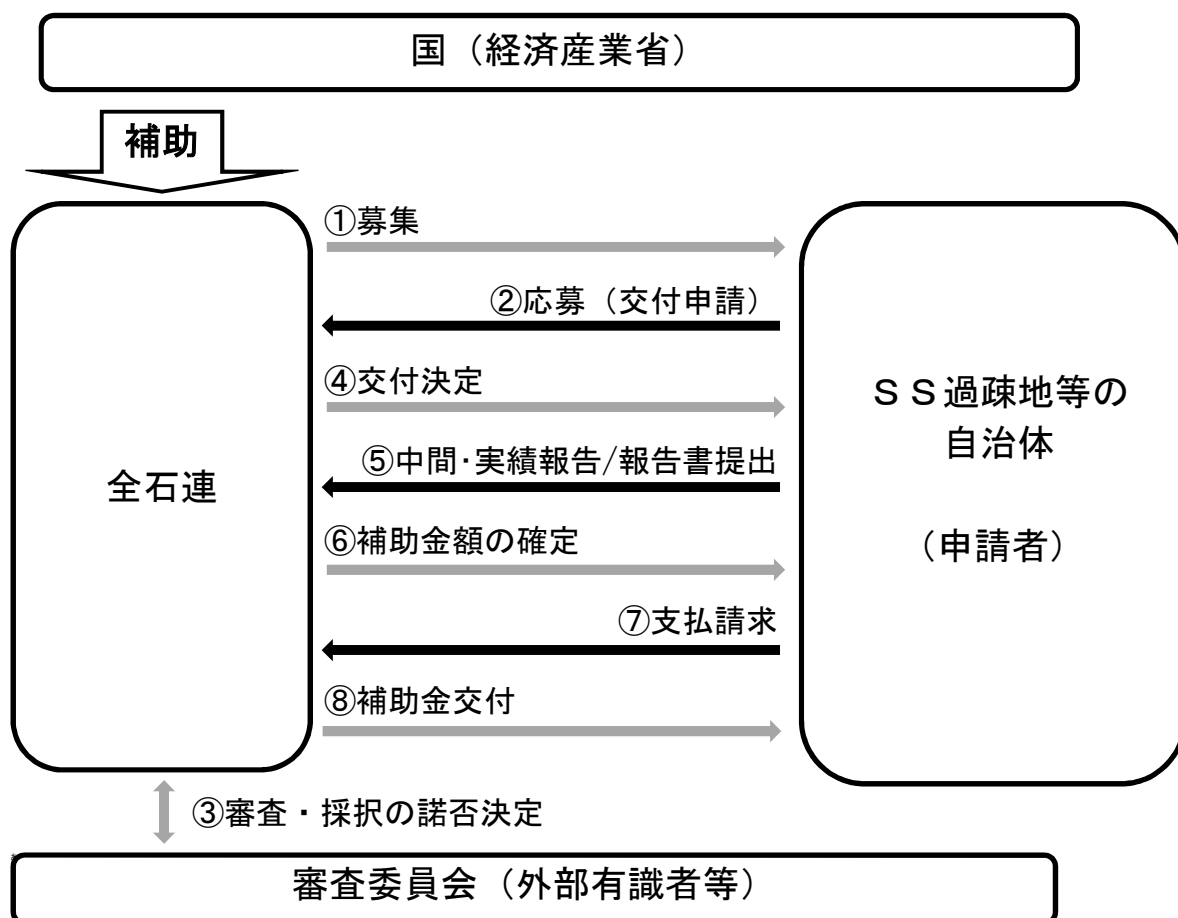 国（経済産業省）
補助
①募集
②応募（交付申請）
④交付決定
⑤中間･実績報告/報告書提出
⑥補助金額の確定
⑦支払請求
⑧補助金交付
全石連
ＳＳ過疎地等の
自治体
（申請者）
③審査・採択の諾否決定
審査委員会（外部有識者等）